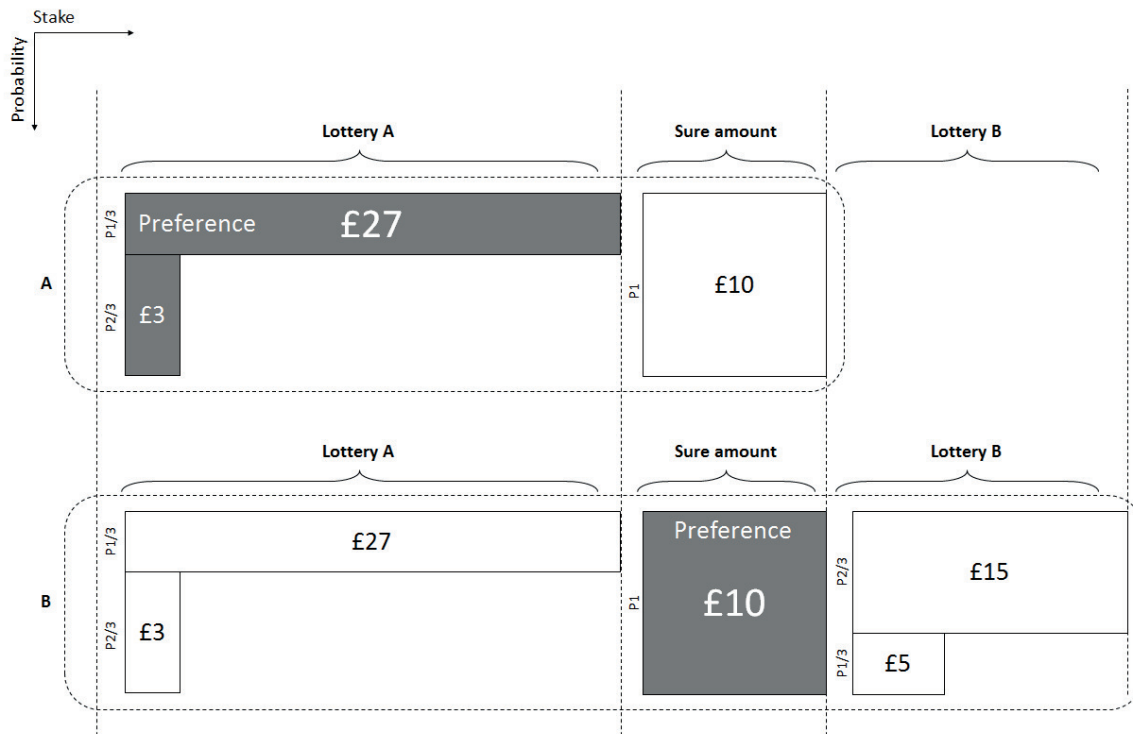 Stake
Probability
Lottery A
Sure amount
Lottery B
A
P1/3
Preference £27
P2/3
£3
P1
£10
Lottery A
Sure amount
Lottery B
B
P1/3
£27
P2/3
£3
P1
Preference
£10
P2/3
£15
P1/3
£5